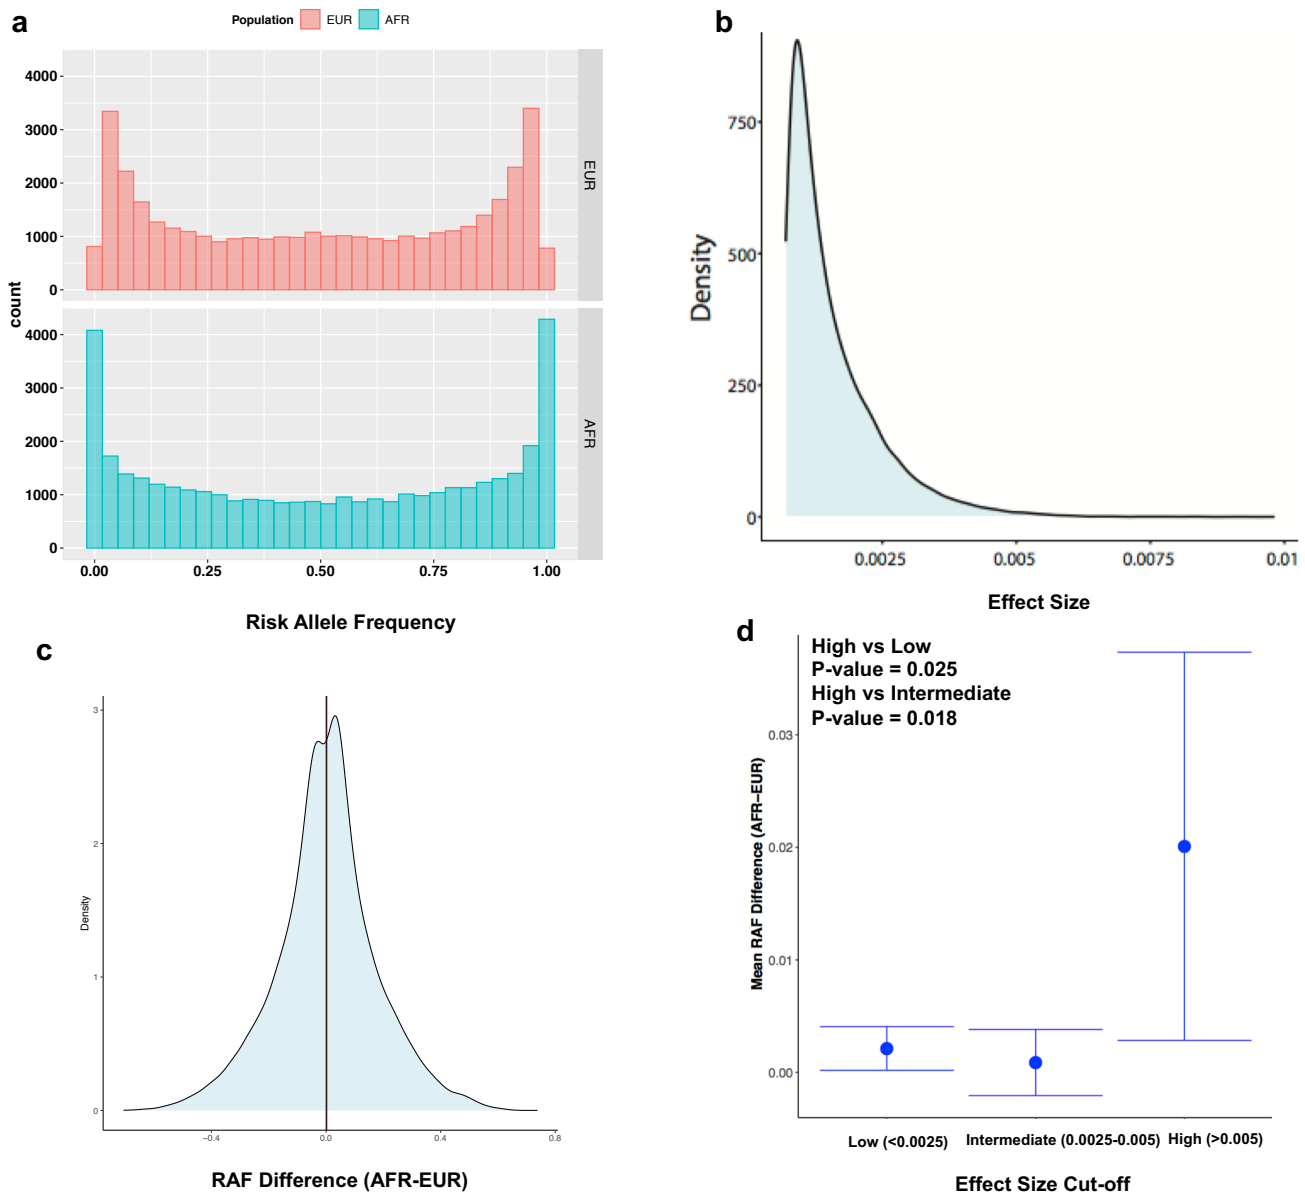 a
Population EUR AFR
4000
3000
2000
1000
0
EUR
count
4000
3000
2000
1000
0
AFR
0.00 0.25 0.50 0.75 1.00
Risk Allele Frequency
b
750
500
250
0
Density
0.0025 0.005 0.0075 0.01
Effect Size
c
3
2
1
0
Density
−0.4 0.0 0.4 0.8
RAF Difference (AFR-EUR)
d
High vs Low
P-value = 0.025
High vs Intermediate
P-value = 0.018
0.03
0.02
0.01
0.00
Mean RAF Difference (AFR−EUR)
Low (<0.0025) Intermediate (0.0025-0.005) High (>0.005)
Effect Size Cut-off